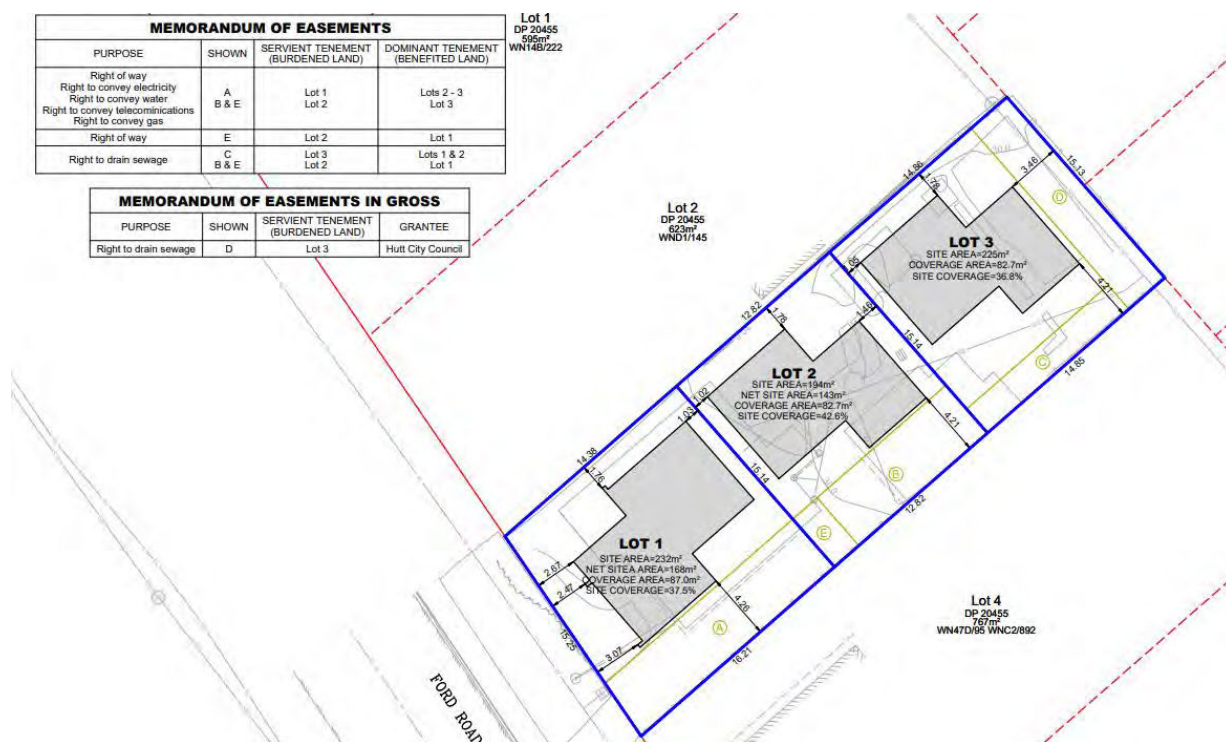 MEMORANDUM OF EASEMENTS
PURPOSE SHOWN SERVIENT TENEMENT (BURDENED LAND) DOMINANT TENEMENT (BENEFITED LAND)
Right of way
Right to convey electricity
Right to convey water
Right to convey telecominications
Right to convey gas
A Lot 1 Lots 2 - 3
B & E Lot 2 Lot 3
Right of way E Lot 2 Lot 1
Right to drain sewage
C Lot 3 Lots 1 & 2
B & E Lot 2 Lot 1
MEMORANDUM OF EASEMENTS IN GROSS
PURPOSE SHOWN SERVIENT TENEMENT (BURDENED LAND) GRANTEE
Right to drain sewage D Lot 3 Hutt City Council
Lot 1
DP 20455
595m²
WN14B/222
Lot 2
DP 20455
623m²
WND1/145
15.13
3.46
14.86
1.78
D
LOT 3
SITE AREA=225m²
COVERAGE AREA=82.7m²
SITE COVERAGE=36.8%
1.05
4.21
C
14.85
15.14
12.82
1.78
1.46
LOT 2
SITE AREA=194m²
NET SITE AREA=143m²
COVERAGE AREA=82.7m²
SITE COVERAGE=42.6%
1.02
4.21
B
12.82
15.14
E
14.38
1.76
1.03
LOT 1
SITE AREA=232m²
NET SITEA AREA=168m²
COVERAGE AREA=87.0m²
SITE COVERAGE=37.5%
2.67
2.47
4.26
A
3.07
15.25
16.21
Lot 4
DP 20455
767m²
WN47D/95 WNC2/892
FORD ROAD